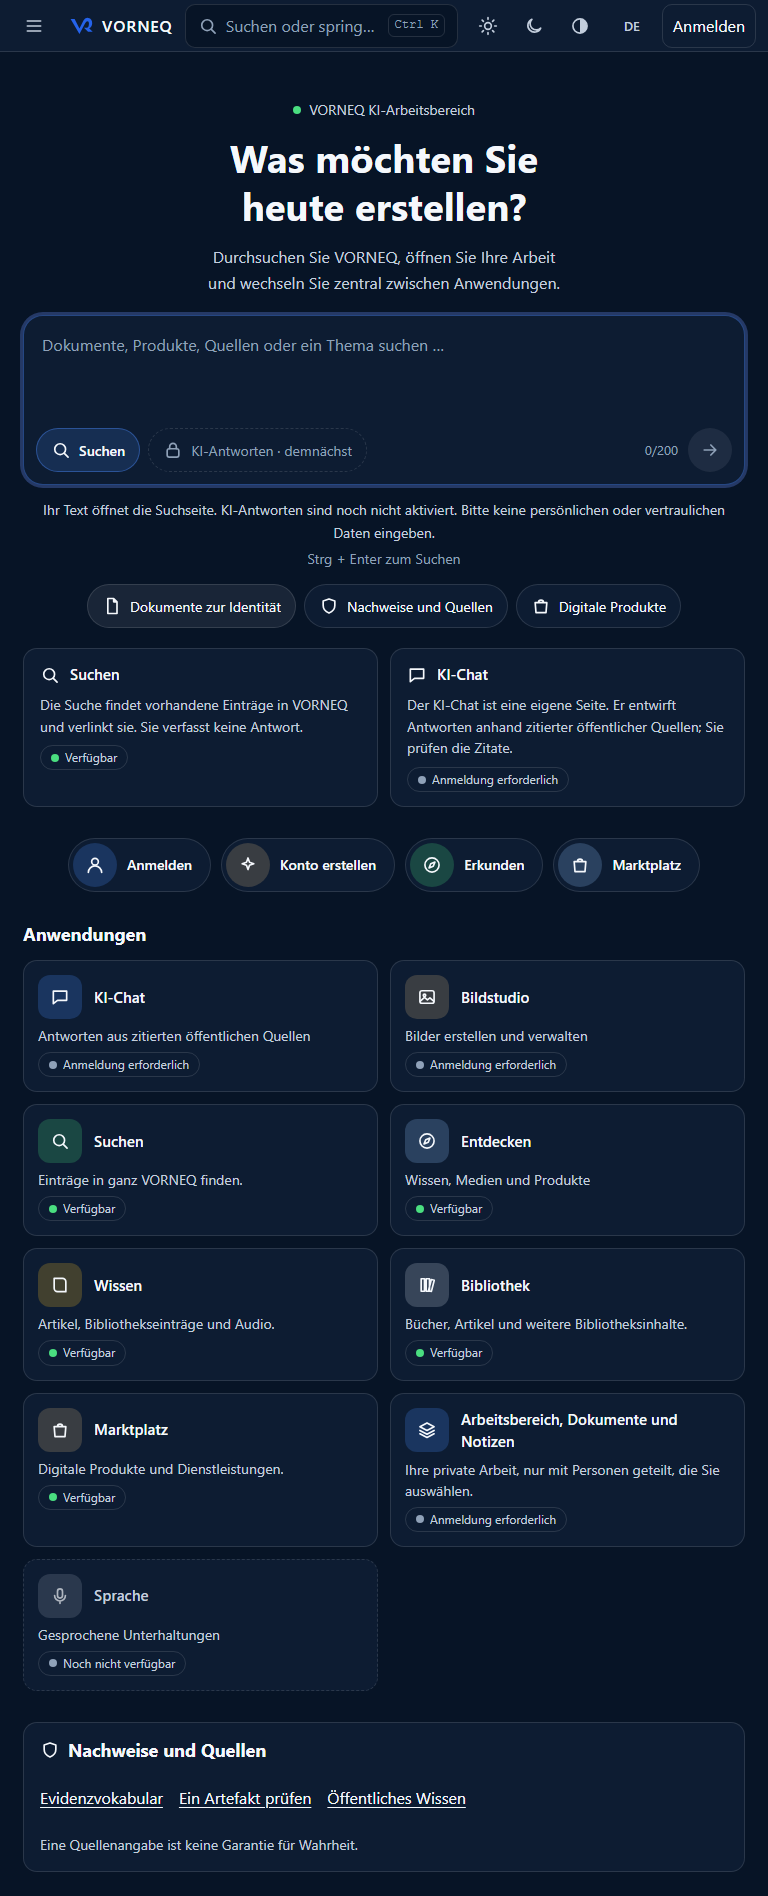 VORNEQ
Suchen oder spring...
Ctrl K
DE
Anmelden
VORNEQ KI-Arbeitsbereich
Was möchten Sie
heute erstellen?
Durchsuchen Sie VORNEQ, öffnen Sie Ihre Arbeit
und wechseln Sie zentral zwischen Anwendungen.
Dokumente, Produkte, Quellen oder ein Thema suchen ...
Suchen
KI-Antworten · demnächst
0/200
Ihr Text öffnet die Suchseite. KI-Antworten sind noch nicht aktiviert. Bitte keine persönlichen oder vertraulichen
Daten eingeben.
Strg + Enter zum Suchen
Dokumente zur Identität
Nachweise und Quellen
Digitale Produkte
Suchen
Die Suche findet vorhandene Einträge in VORNEQ
und verlinkt sie. Sie verfasst keine Antwort.
Verfügbar
KI-Chat
Der KI-Chat ist eine eigene Seite. Er entwirft
Antworten anhand zitierter öffentlicher Quellen; Sie
prüfen die Zitate.
Anmeldung erforderlich
Anmelden
Konto erstellen
Erkunden
Marktplatz
Anwendungen
KI-Chat
Antworten aus zitierten öffentlichen Quellen
Anmeldung erforderlich
Bildstudio
Bilder erstellen und verwalten
Anmeldung erforderlich
Suchen
Einträge in ganz VORNEQ finden.
Verfügbar
Entdecken
Wissen, Medien und Produkte
Verfügbar
Wissen
Artikel, Bibliothekseinträge und Audio.
Verfügbar
Bibliothek
Bücher, Artikel und weitere Bibliotheksinhalte.
Verfügbar
Marktplatz
Digitale Produkte und Dienstleistungen.
Verfügbar
Arbeitsbereich, Dokumente und
Notizen
Ihre private Arbeit, nur mit Personen geteilt, die Sie
auswählen.
Anmeldung erforderlich
Sprache
Gesprochene Unterhaltungen
Noch nicht verfügbar
Nachweise und Quellen
Evidenzvokabular
Ein Artefakt prüfen
Öffentliches Wissen
Eine Quellenangabe ist keine Garantie für Wahrheit.